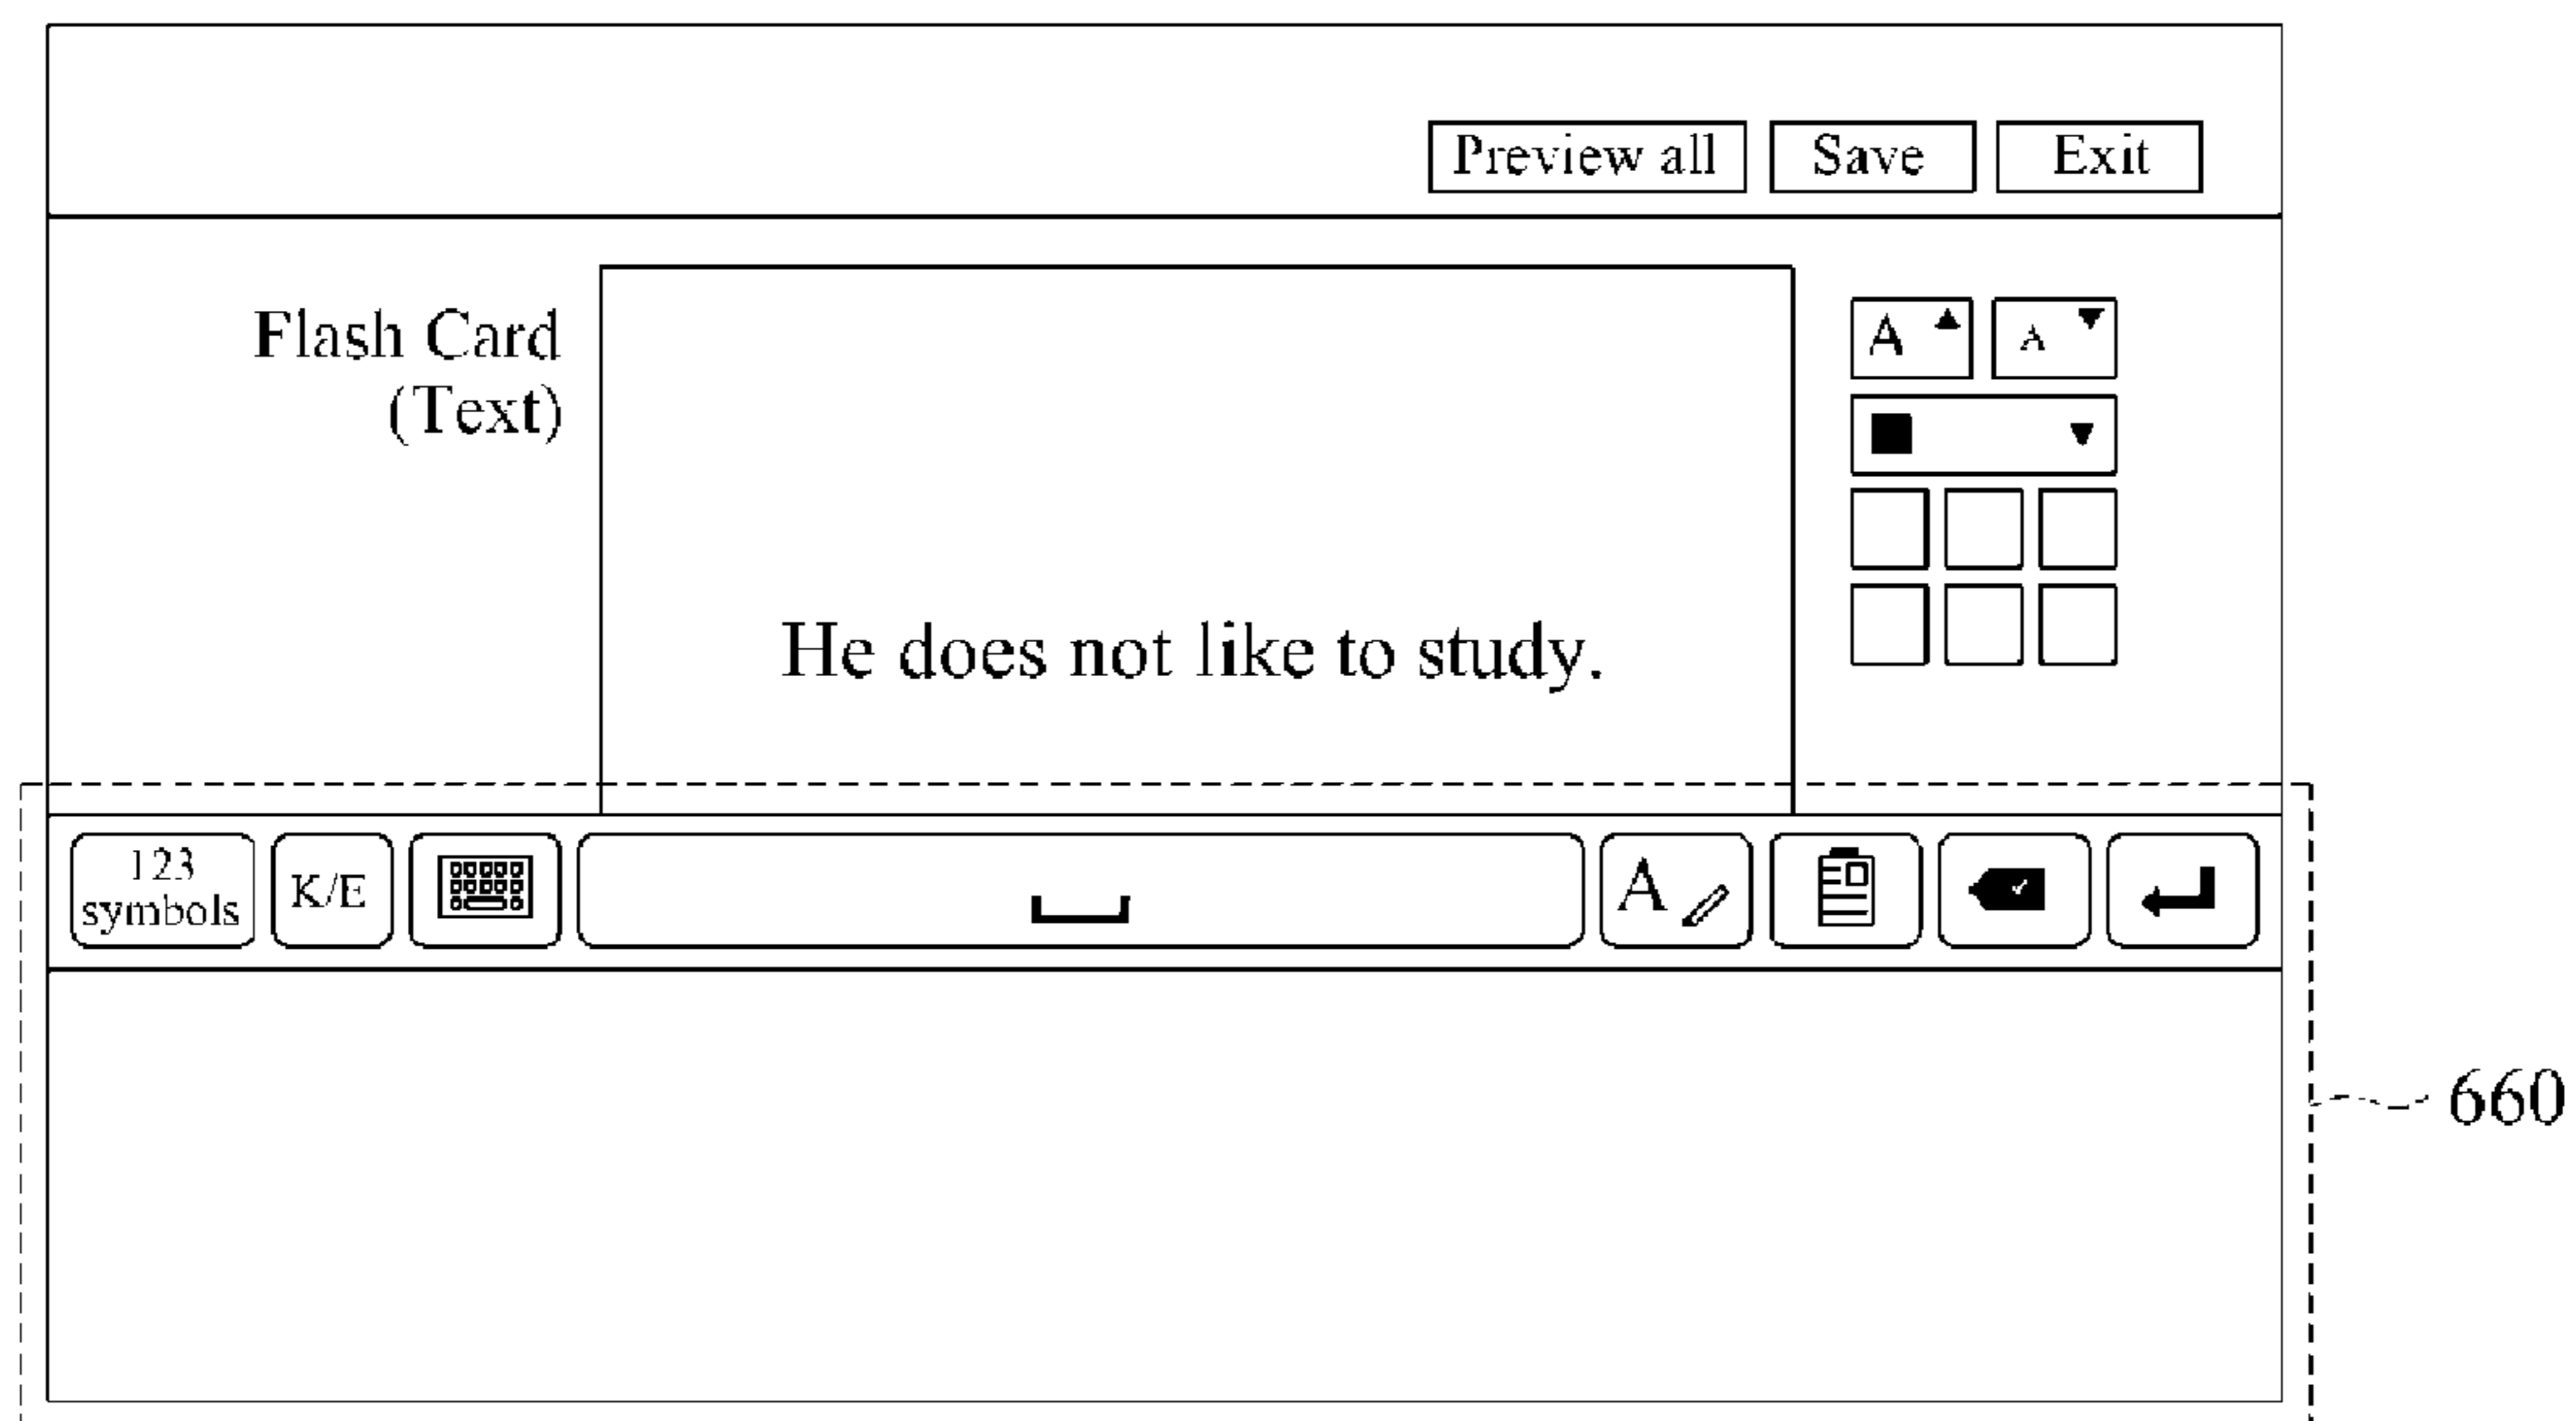 Preview all Save Exit
Flash Card
(Text)
A A
He does not like to study.
123
symbols
K/E
A
660